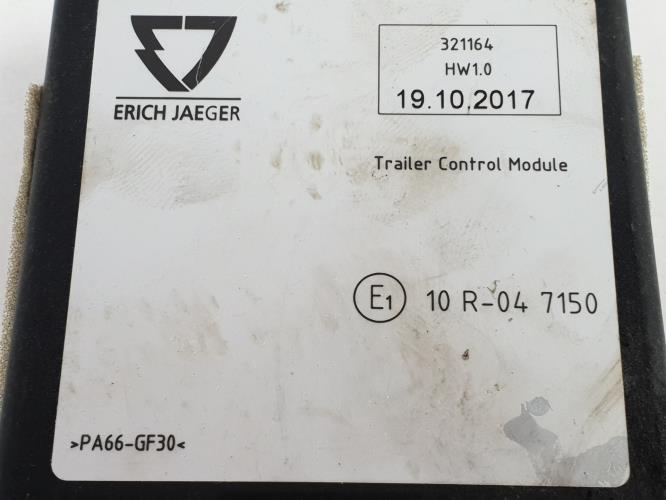 ERICH JAEGER
321164
HW1.0
19.10.2017
Trailer Control Module
E1 10 R-04 7150
>PA66-GF30<